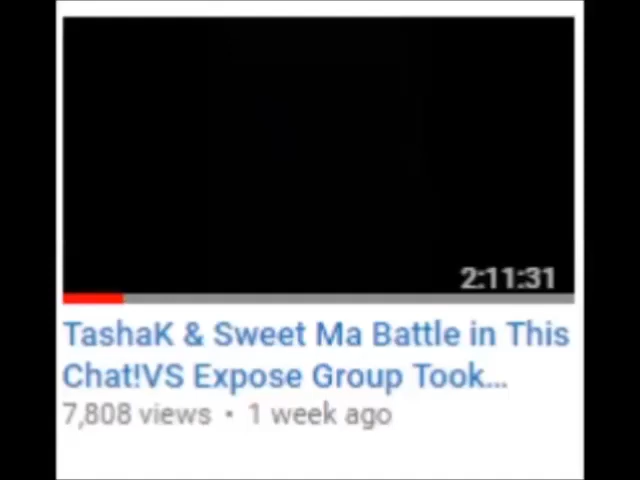 2:11:31
TashaK & Sweet Ma Battle in This
Chat!VS Expose Group Took...
7,808 views • 1 week ago